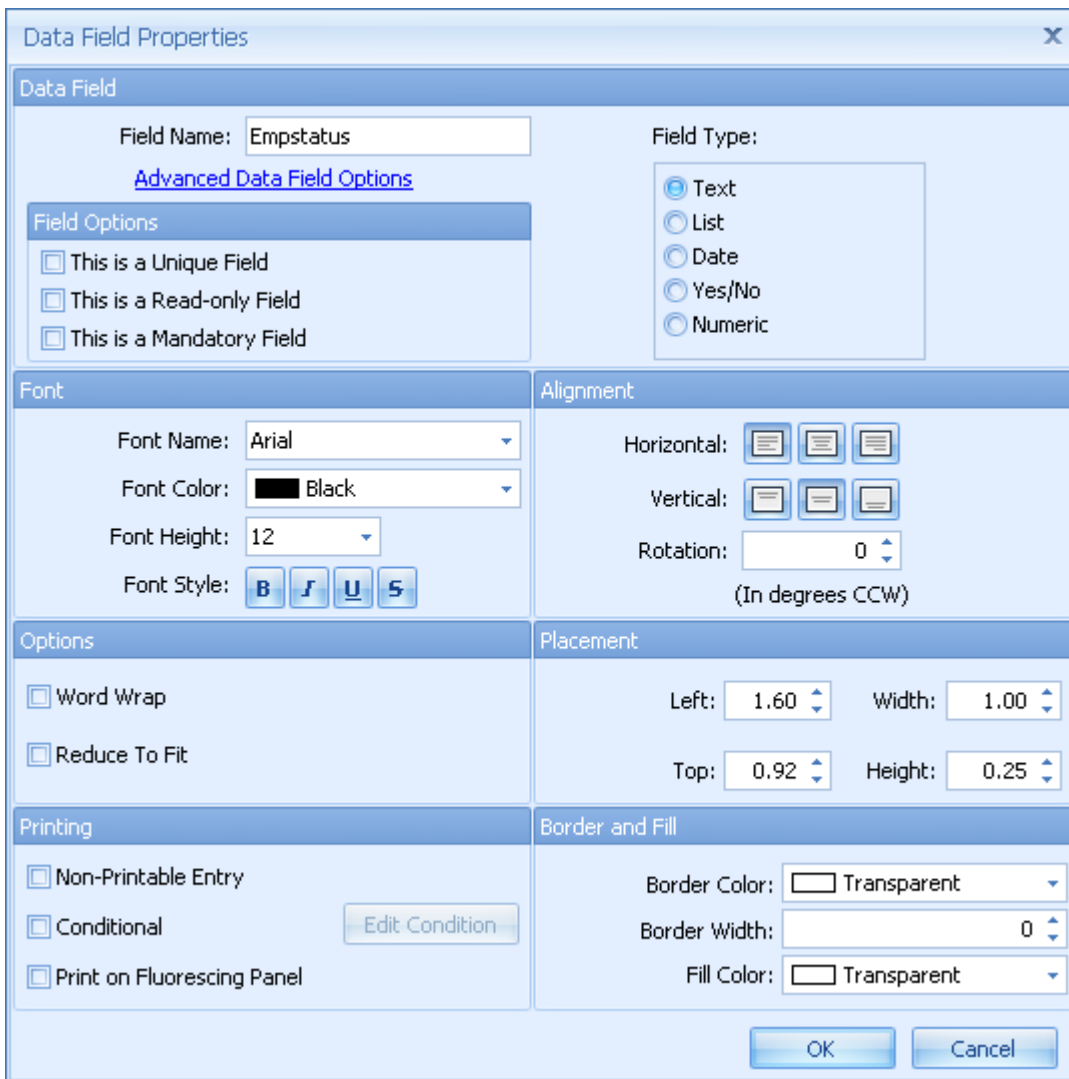 Data Field Properties
Data Field
Field Name: Empstatus
Advanced Data Field Options
Field Options
This is a Unique Field
This is a Read-only Field
This is a Mandatory Field
Field Type:
Text
List
Date
Yes/No
Numeric
Font
Font Name: Arial
Font Color: Black
Font Height: 12
Font Style: B I U S
Alignment
Horizontal:
Vertical:
Rotation: 0
(In degrees CCW)
Options
Word Wrap
Reduce To Fit
Placement
Left: 1.60 Width: 1.00
Top: 0.92 Height: 0.25
Printing
Non-Printable Entry
Conditional Edit Condition
Print on Fluorescing Panel
Border and Fill
Border Color: Transparent
Border Width: 0
Fill Color: Transparent
OK Cancel